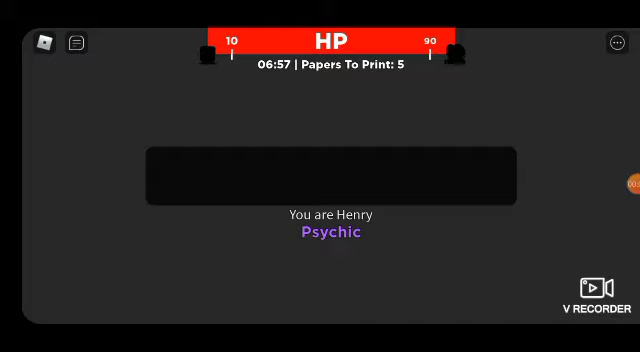 10 HP 90
06:57 | Papers To Print: 5
You are Henry
Psychic
V RECORDER